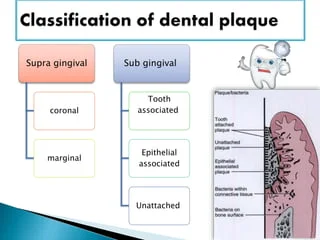 Classification of dental plaque
Supra gingival
coronal
marginal
Sub gingival
Tooth
associated
Epithelial
associated
Unattached
Plaque/bacteria
Tooth
attached
plaque
Unattached
plaque
Epithelial
associated
plaque
Bacteria within
connective tissue
Bacteria on
bone surface